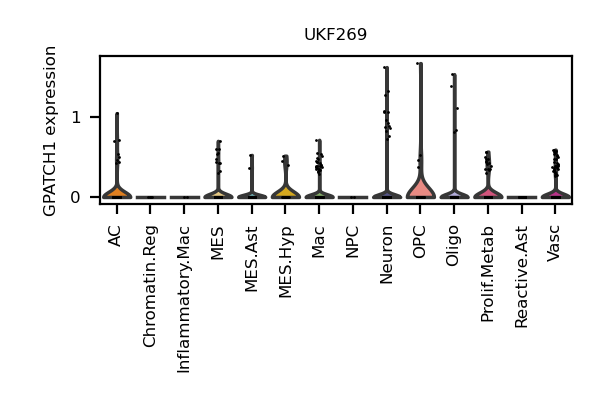 UKF269
GPATCH1 expression
1
0
AC
Chromatin.Reg
Inflammatory.Mac
MES
MES.Ast
MES.Hyp
Mac
NPC
Neuron
OPC
Oligo
Prolif.Metab
Reactive.Ast
Vasc